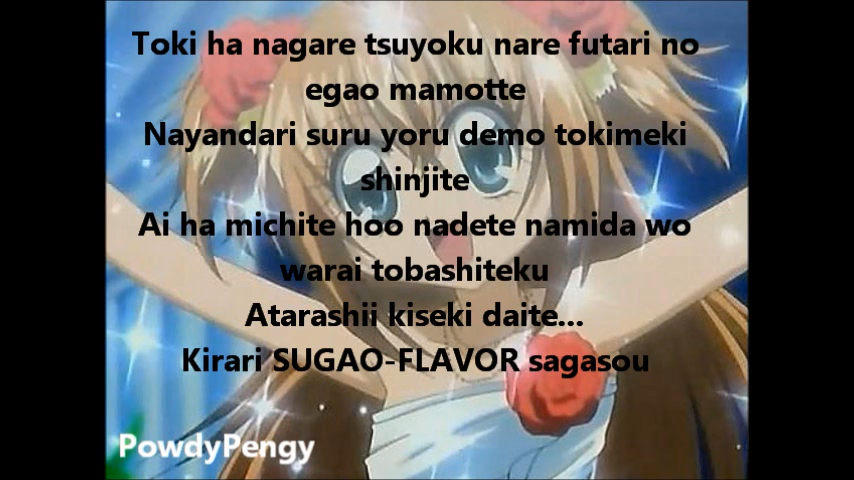 Toki ha nagare tsuyoku nare futari no
egao mamotte
Nayandari suru yoru demo tokimeki
shinjite
Ai ha michite hoo nadete namida wo
warai tobashiteku
Atarashii kiseki daite...
Kirari SUGAO-FLAVOR sagasou
PowdyPengy